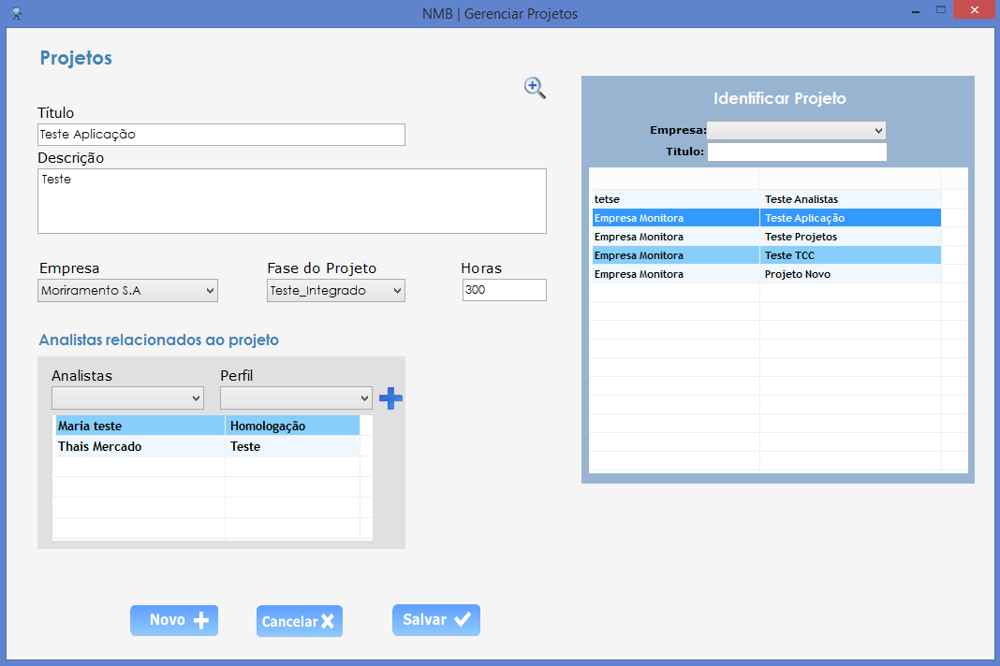 NMB | Gerenciar Projetos
Projetos
Título
Teste Aplicação
Descrição
Teste
Empresa
Fase do Projeto
Horas
Moriramento S.A
Teste_Integrado
300
Analistas relacionados ao projeto
Analistas
Perfil
Maria teste
Homologação
Thais Mercado
Teste
Novo
Cancelar
Salvar
Identificar Projeto
Empresa:
Titulo:
tetse
Teste Analistas
Empresa Monitora
Teste Aplicação
Empresa Monitora
Teste Projetos
Empresa Monitora
Teste TCC
Empresa Monitora
Projeto Novo